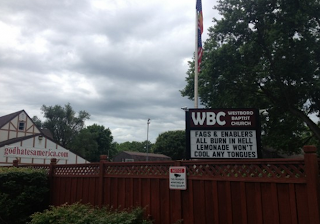 WBC WESTBORO
BAPTIST
CHURCH
FAGS & ENABLERS
ALL BURN IN HELL
LEMONADE WON'T
COOL ANY TONGUES
godhatesamerica.com